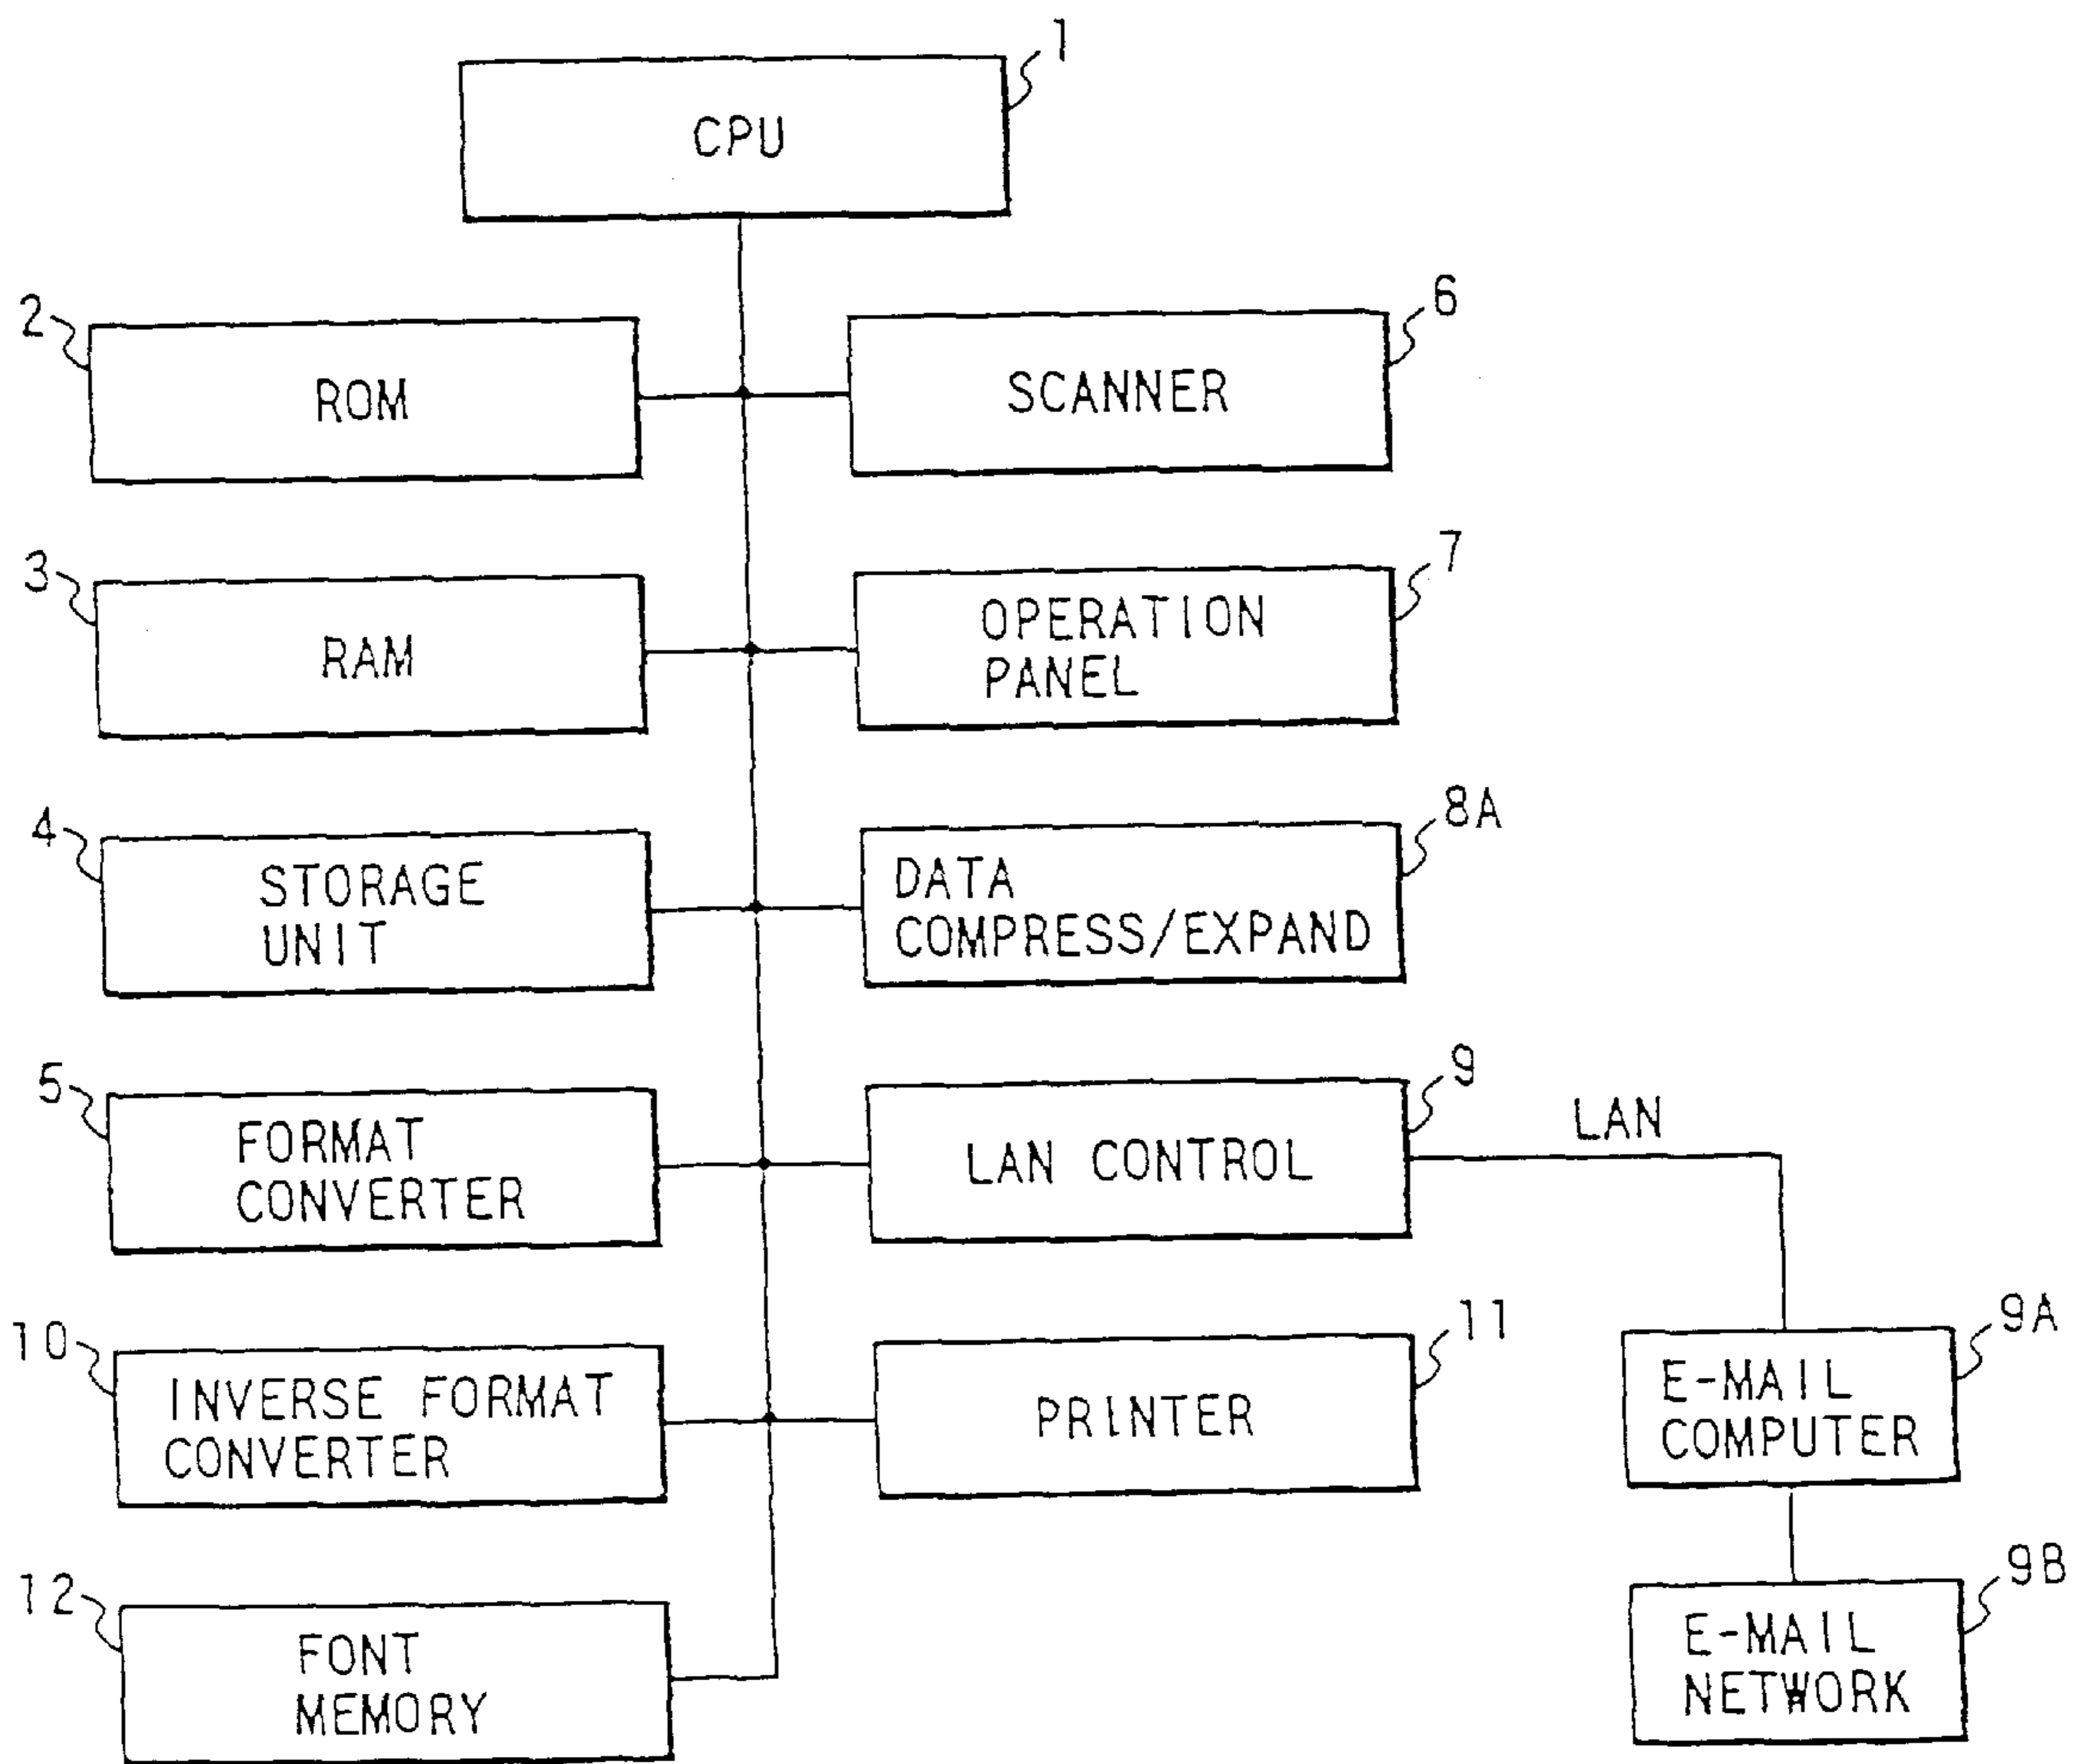 1
CPU
2
ROM
6
SCANNER
3
RAM
7
OPERATION
PANEL
4
STORAGE
UNIT
8A
DATA
COMPRESS/EXPAND
5
FORMAT
CONVERTER
9
LAN CONTROL
LAN
10
INVERSE FORMAT
CONVERTER
11
PRINTER
9A
E-MAIL
COMPUTER
12
FONT
MEMORY
9B
E-MAIL
NETWORK